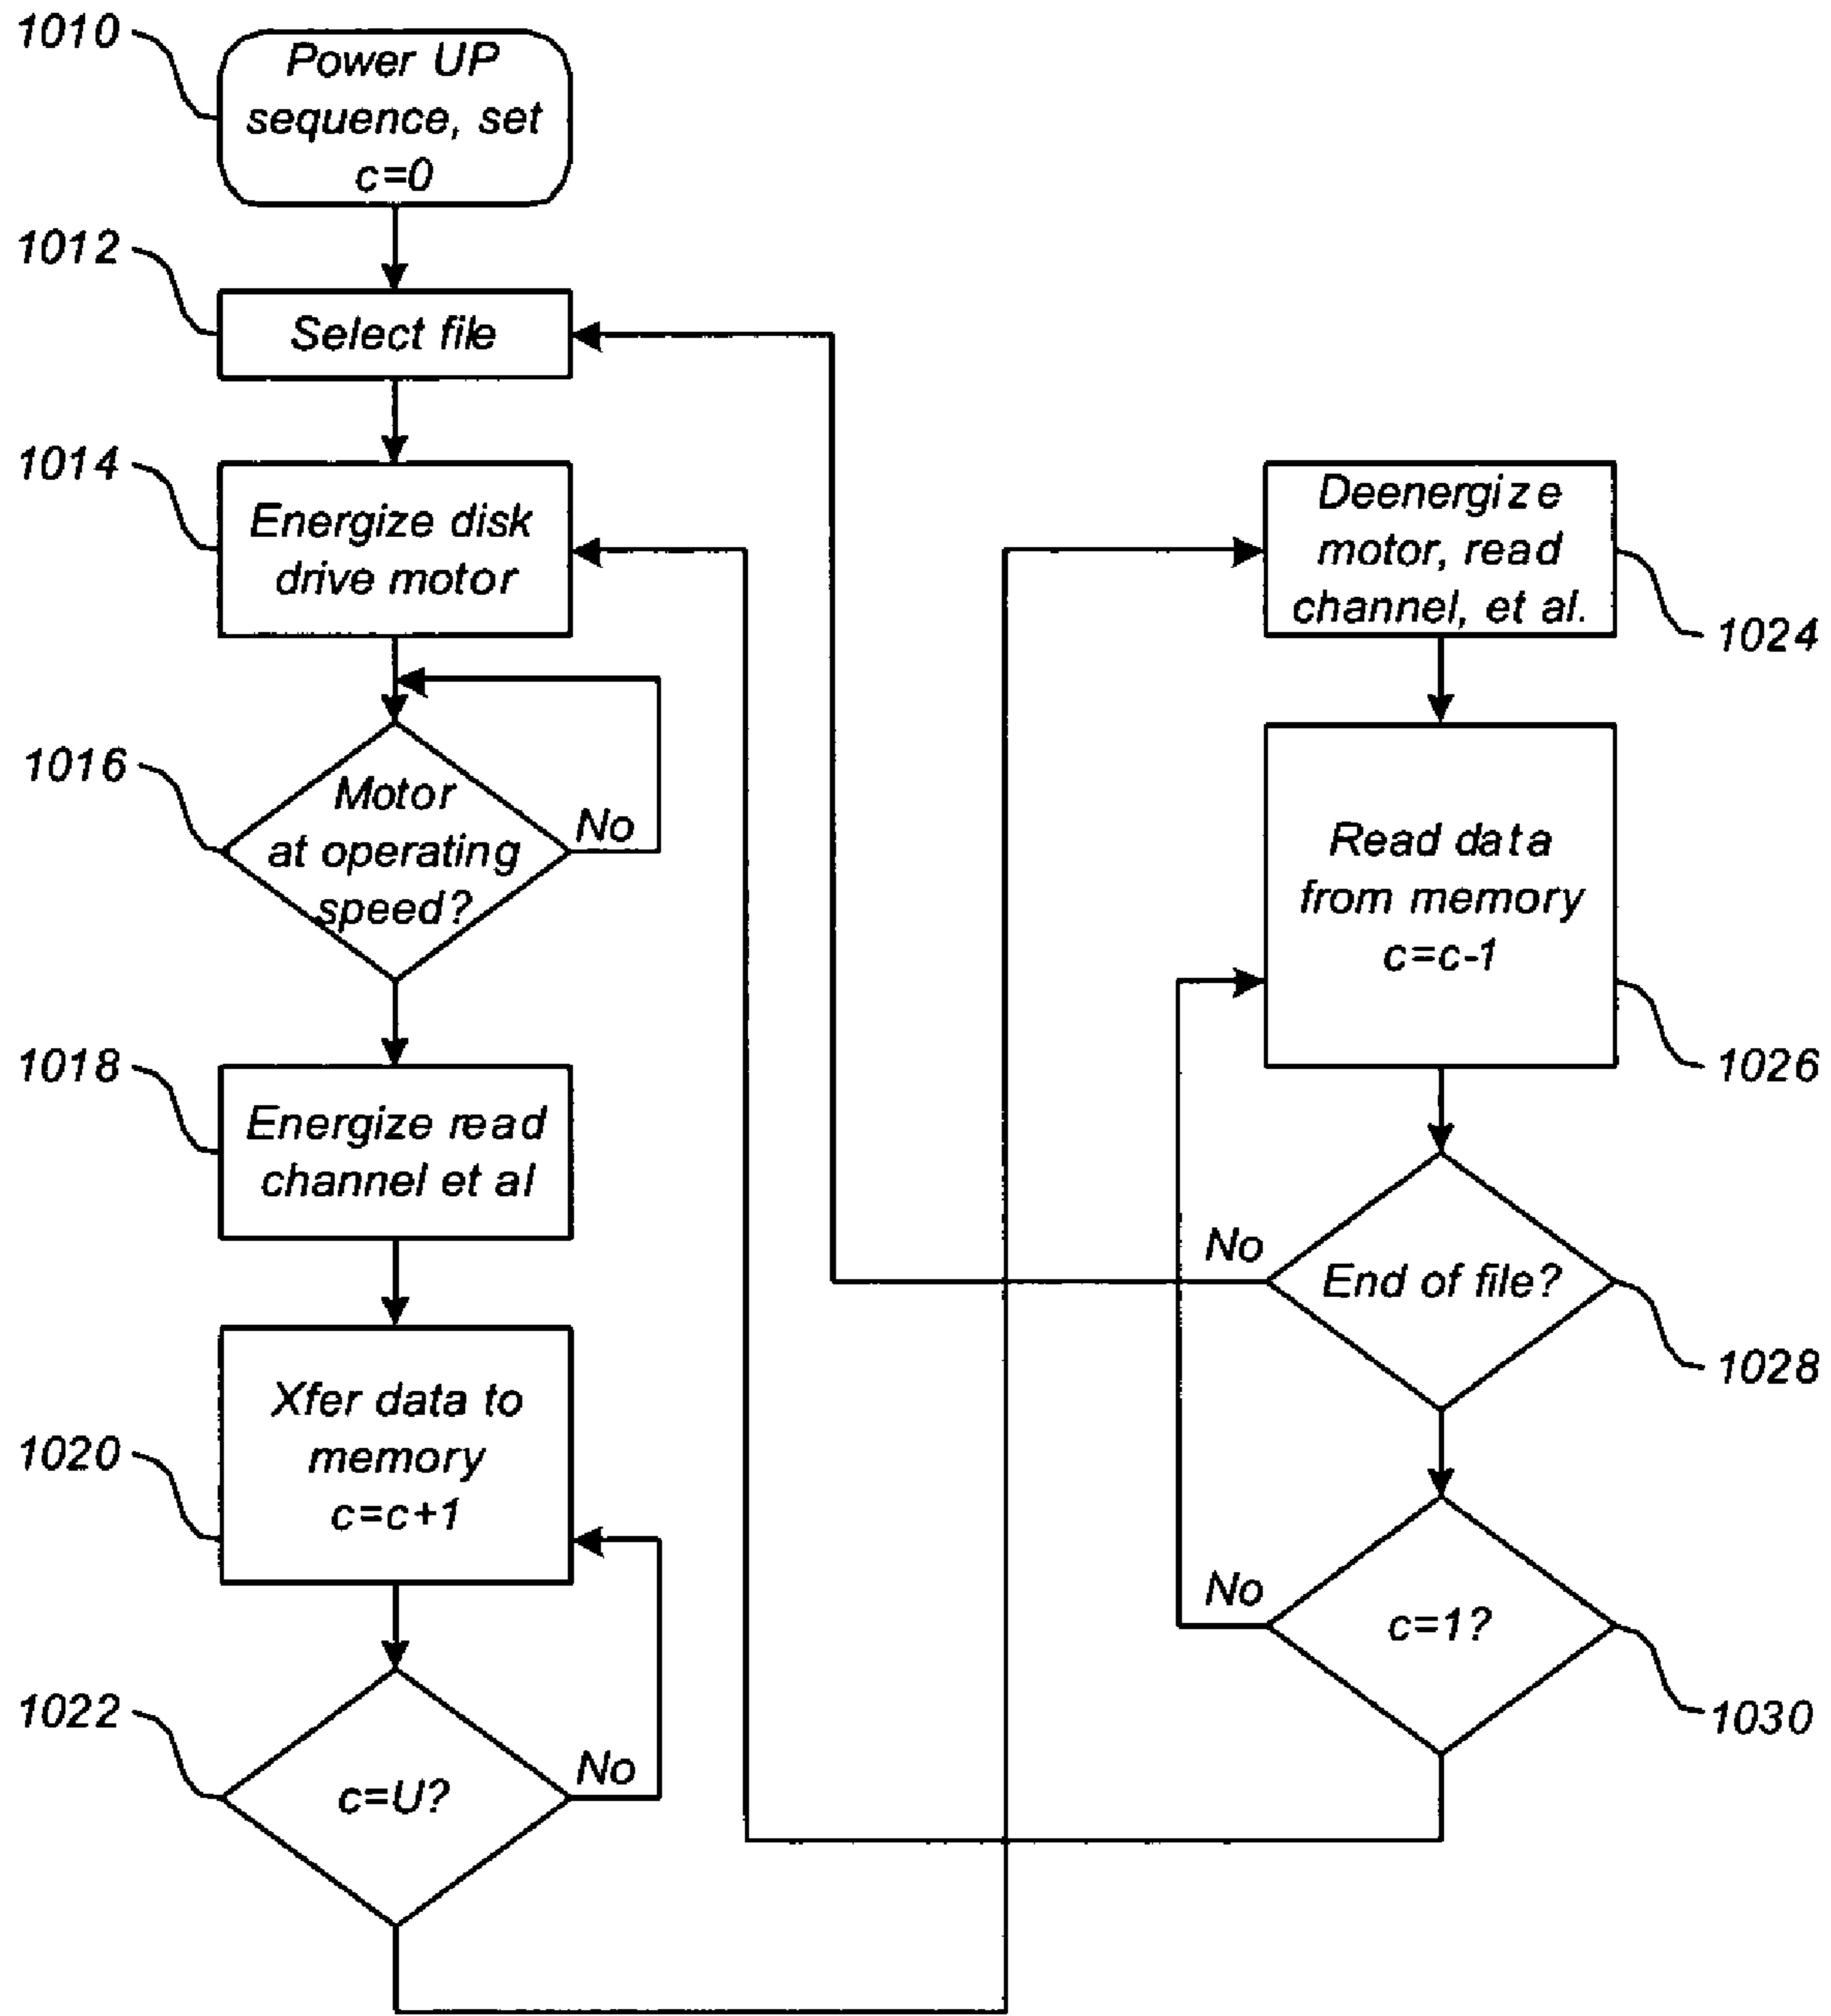 1010
Power UP
sequence, set
c=0
1012
Select file
1014
Energize disk
drive motor
1016
Motor
at operating
speed?
No
1018
Energize read
channel et al
1020
Xfer data to
memory
c=c+1
1022
c=U?
No
Deenergize
motor, read
channel, et al.
1024
Read data
from memory
c=c-1
1026
No
End of file?
1028
No
c=1?
1030